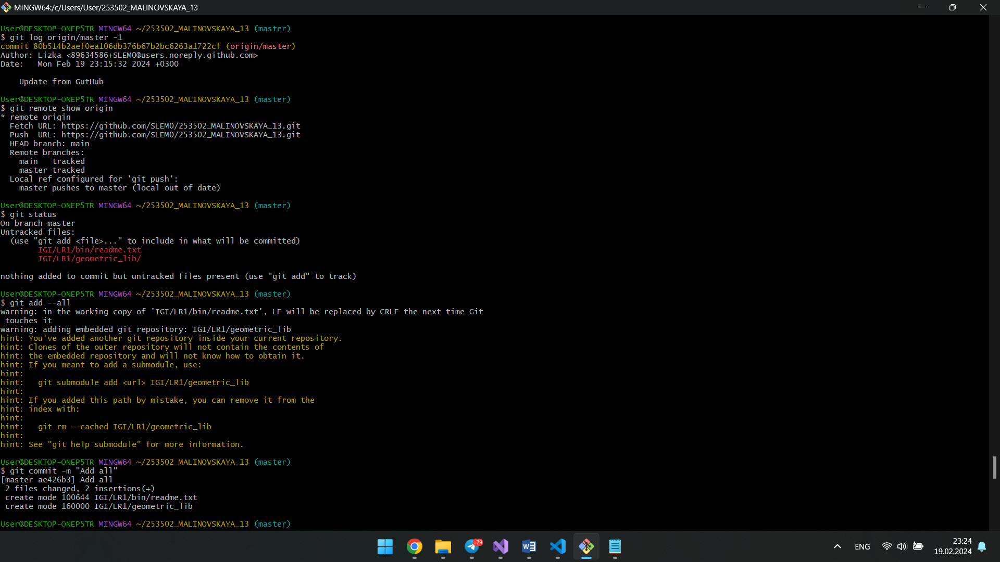 MINGW64:/c/Users/User/253502_MALINOVSKAYA_13
User@DESKTOP-ONEP5TR MINGW64 ~/253502_MALINOVSKAYA_13 (master)
$ git log origin/master -1
commit 80b514b2aef0ea106db376b67b2bc6263a1722cf (origin/master)
Author: Lizka <89634586+SLEM0@users.noreply.github.com>
Date:   Mon Feb 19 23:15:32 2024 +0300
    Update from GutHub
User@DESKTOP-ONEP5TR MINGW64 ~/253502_MALINOVSKAYA_13 (master)
$ git remote show origin
* remote origin
  Fetch URL: https://github.com/SLEM0/253502_MALINOVSKAYA_13.git
  Push  URL: https://github.com/SLEM0/253502_MALINOVSKAYA_13.git
  HEAD branch: main
  Remote branches:
    main   tracked
    master tracked
  Local ref configured for 'git push':
    master pushes to master (local out of date)
User@DESKTOP-ONEP5TR MINGW64 ~/253502_MALINOVSKAYA_13 (master)
$ git status
On branch master
Untracked files:
  (use "git add <file>..." to include in what will be committed)
        IGI/LR1/bin/readme.txt
        IGI/LR1/geometric_lib/
nothing added to commit but untracked files present (use "git add" to track)
User@DESKTOP-ONEP5TR MINGW64 ~/253502_MALINOVSKAYA_13 (master)
$ git add --all
warning: in the working copy of 'IGI/LR1/bin/readme.txt', LF will be replaced by CRLF the next time Git
 touches it
warning: adding embedded git repository: IGI/LR1/geometric_lib
hint: You've added another git repository inside your current repository.
hint: Clones of the outer repository will not contain the contents of
hint: the embedded repository and will not know how to obtain it.
hint: If you meant to add a submodule, use:
hint:
hint:   git submodule add <url> IGI/LR1/geometric_lib
hint:
hint: If you added this path by mistake, you can remove it from the
hint: index with:
hint:
hint:   git rm --cached IGI/LR1/geometric_lib
hint:
hint: See "git help submodule" for more information.
User@DESKTOP-ONEP5TR MINGW64 ~/253502_MALINOVSKAYA_13 (master)
$ git commit -m "Add all"
[master ae426b3] Add all
 2 files changed, 2 insertions(+)
 create mode 100644 IGI/LR1/bin/readme.txt
 create mode 160000 IGI/LR1/geometric_lib
User@DESKTOP-ONEP5TR MINGW64 ~/253502_MALINOVSKAYA_13 (master)
..79
W
ENG
23:24
19.02.2024